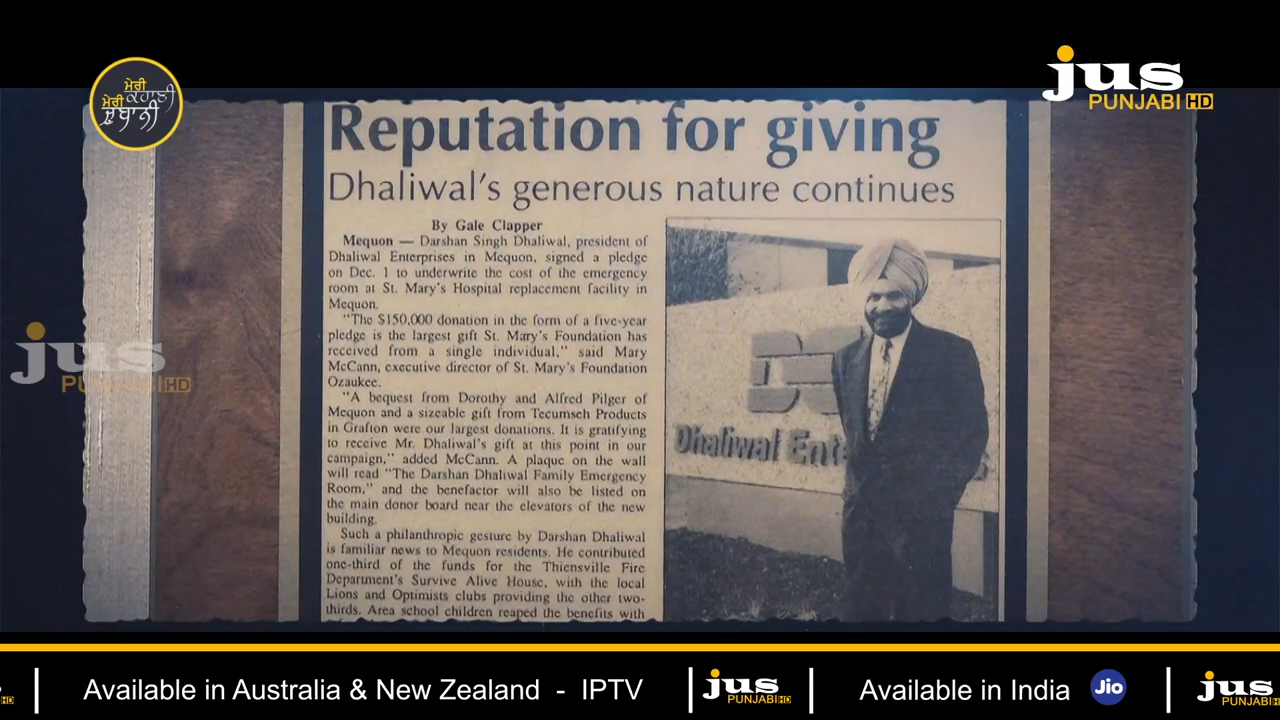 ਮੇਰੀ
ਕਹਾਣੀ
ਮੇਰੀ
ਜ਼ੁਬਾਨੀ
jus
PUNJABI HD
Reputation for giving
Dhaliwal's generous nature continues
By Gale Clapper
Mequon — Darshan Singh Dhaliwal, president of
Dhaliwal Enterprises in Mequon, signed a pledge
on Dec. 1 to underwrite the cost of the emergency
room at St. Mary's Hospital replacement facility in
Mequon.
"The $150,000 donation in the form of a five-year
pledge is the largest gift St. Mary's Foundation has
received from a single individual," said Mary
McCann, executive director of St. Mary's Foundation
Ozaukee.
"A bequest from Dorothy and Alfred Pilger of
Mequon and a sizeable gift from Tecumseh Products
in Grafton were our largest donations. It is gratifying
to receive Mr. Dhaliwal's gift at this point in our
campaign," added McCann. A plaque on the wall
will read "The Darshan Dhaliwal Family Emergency
Room," and the benefactor will also be listed on
the main donor board near the elevators of the new
building.
Such a philanthropic gesture by Darshan Dhaliwal
is familiar news to Mequon residents. He contributed
one-third of the funds for the Thiensville Fire
Department's Survive Alive House, with the local
Lions and Optimists clubs providing the other two-
thirds. Area school children reaped the benefits with
Dhaliwal Ente
jus
PUNJABI HD
HD | Available in Australia & New Zealand - IPTV | jus PUNJABI HD | Available in India Jio | jus PUNJABI HD